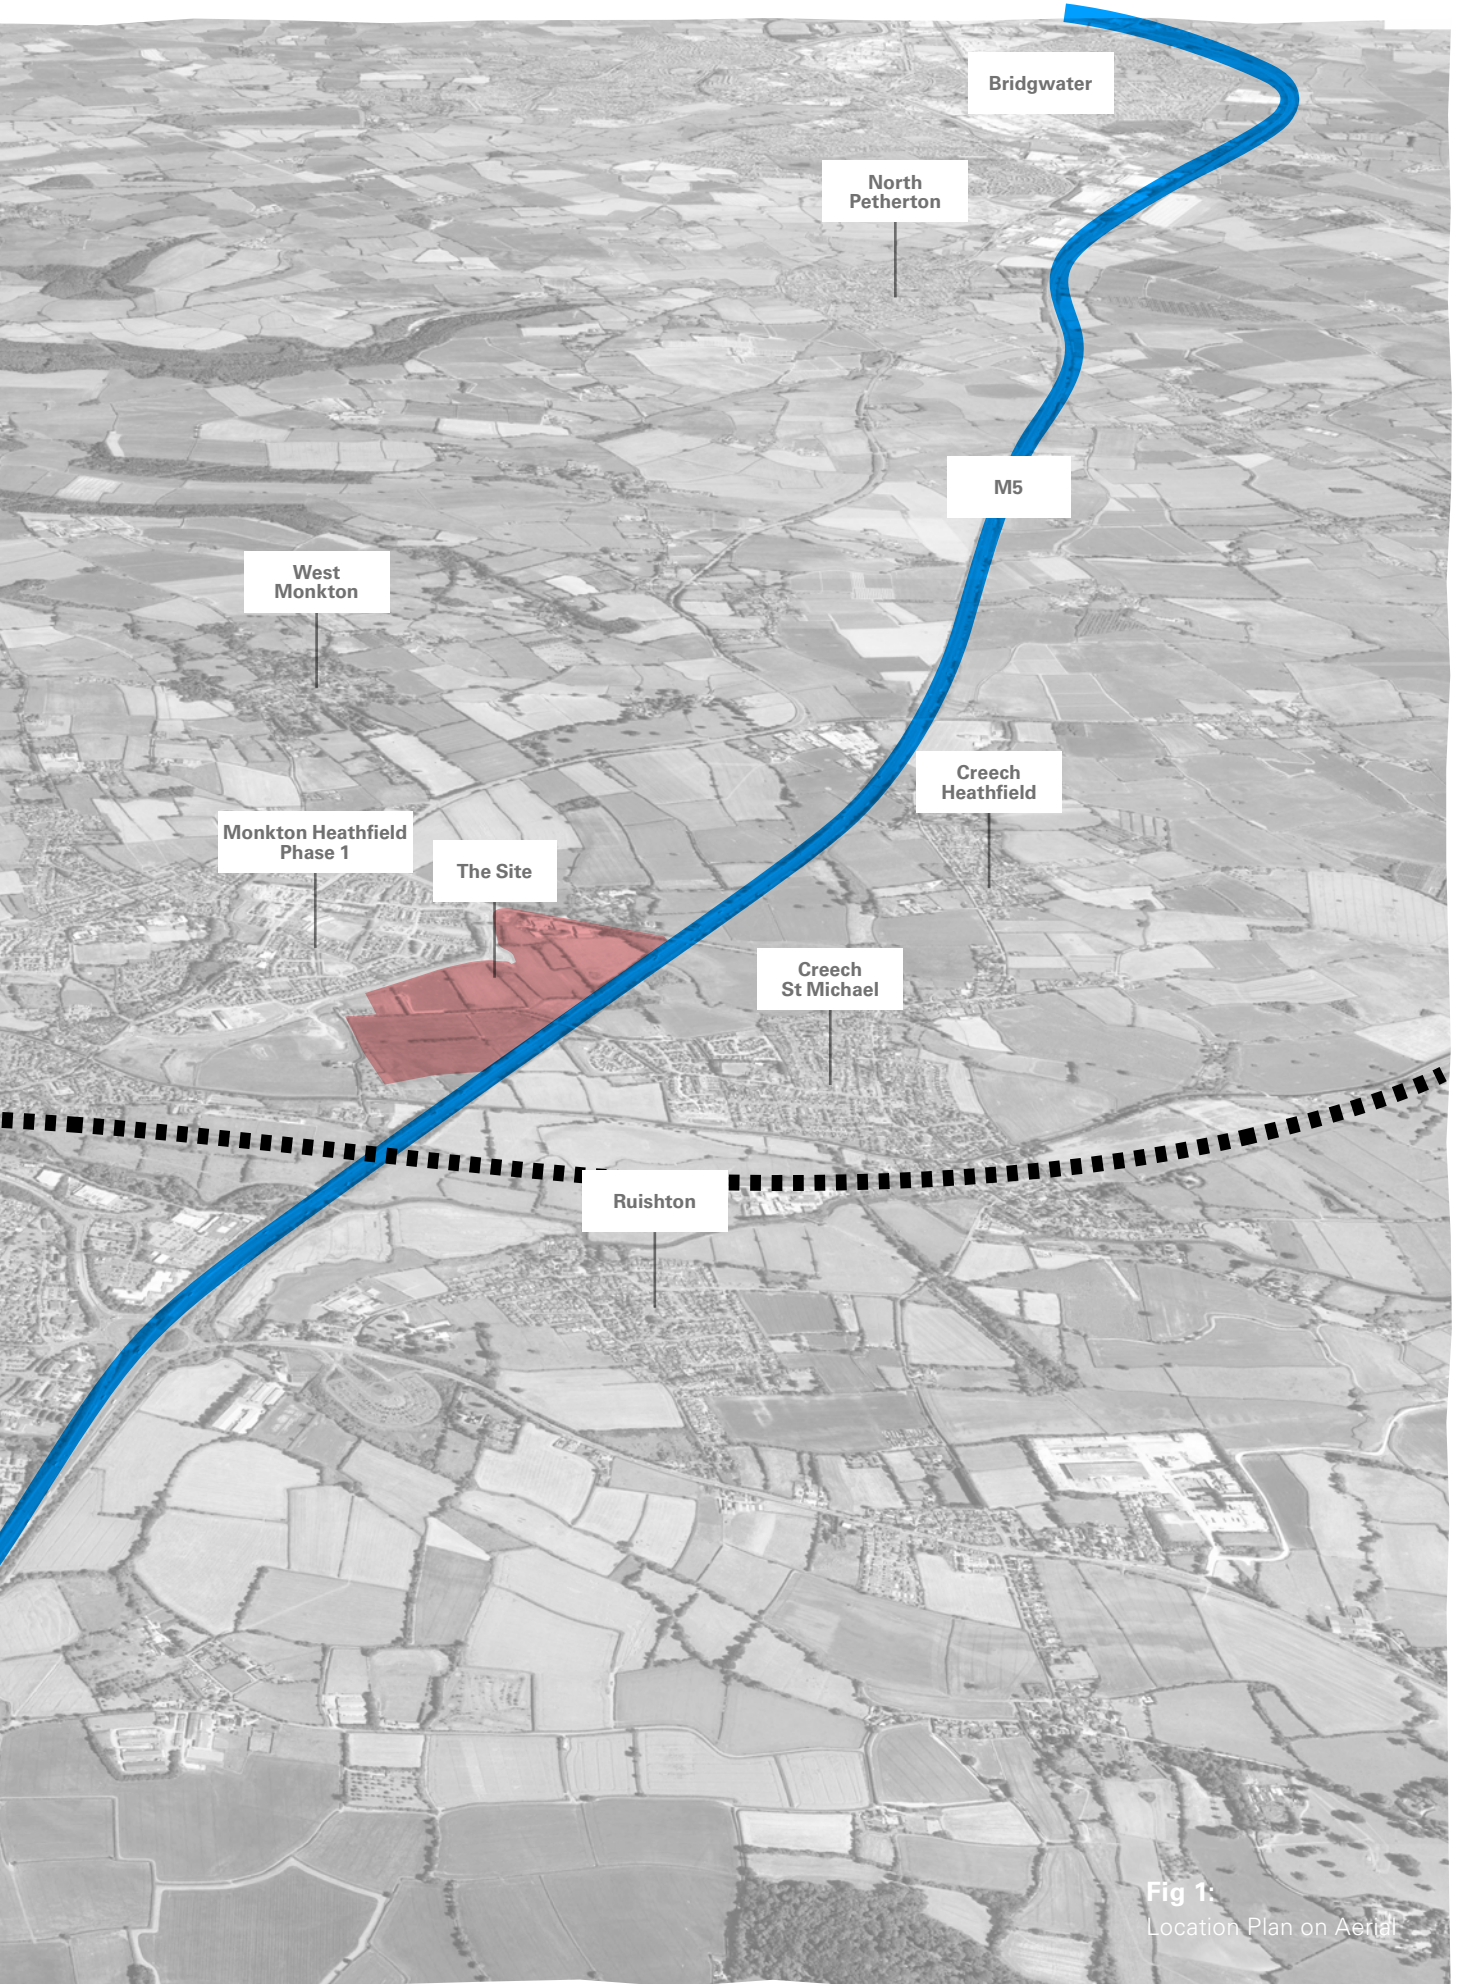 Bridgwater
North
Petherton
M5
West
Monkton
Creech
Heathfield
Monkton Heathfield
Phase 1
The Site
Creech
St Michael
Ruishton
Fig 1:
Location Plan on Aerial